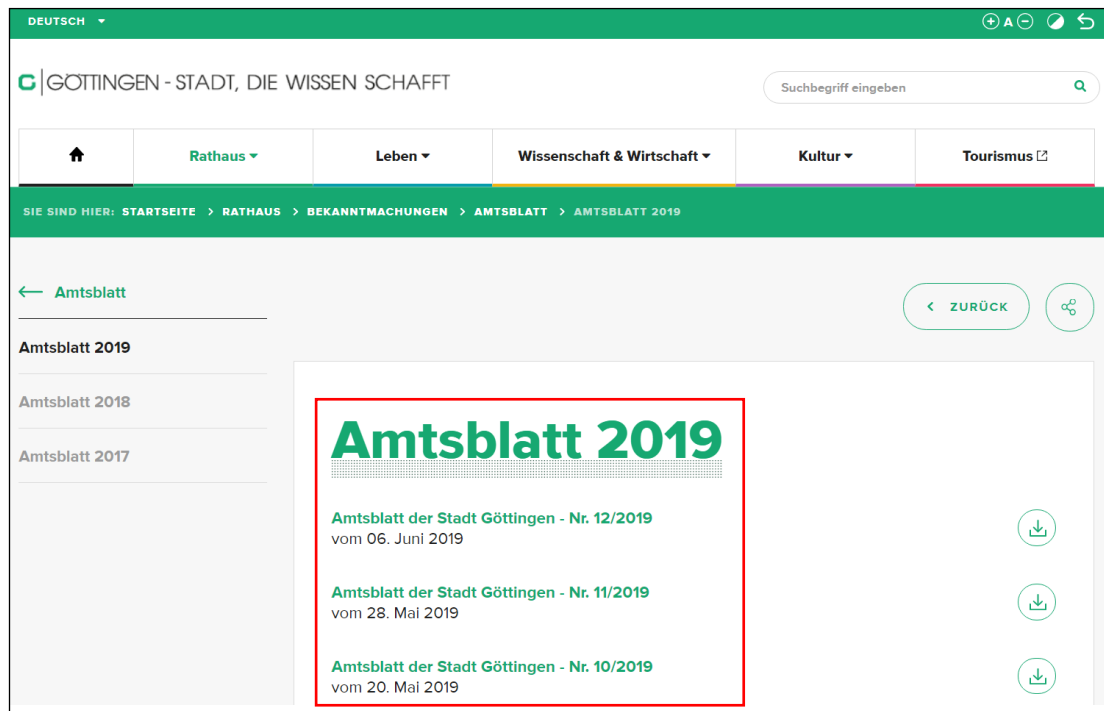 DEUTSCH
A
GÖTTINGEN - STADT, DIE WISSEN SCHAFFT
Suchbegriff eingeben
Rathaus
Leben
Wissenschaft & Wirtschaft
Kultur
Tourismus
SIE SIND HIER: STARTSEITE > RATHAUS > BEKANNTMACHUNGEN > AMTSBLATT > AMTSBLATT 2019
Amtsblatt
ZURÜCK
Amtsblatt 2019
Amtsblatt 2018
Amtsblatt 2017
Amtsblatt 2019
Amtsblatt der Stadt Göttingen - Nr. 12/2019
vom 06. Juni 2019
Amtsblatt der Stadt Göttingen - Nr. 11/2019
vom 28. Mai 2019
Amtsblatt der Stadt Göttingen - Nr. 10/2019
vom 20. Mai 2019